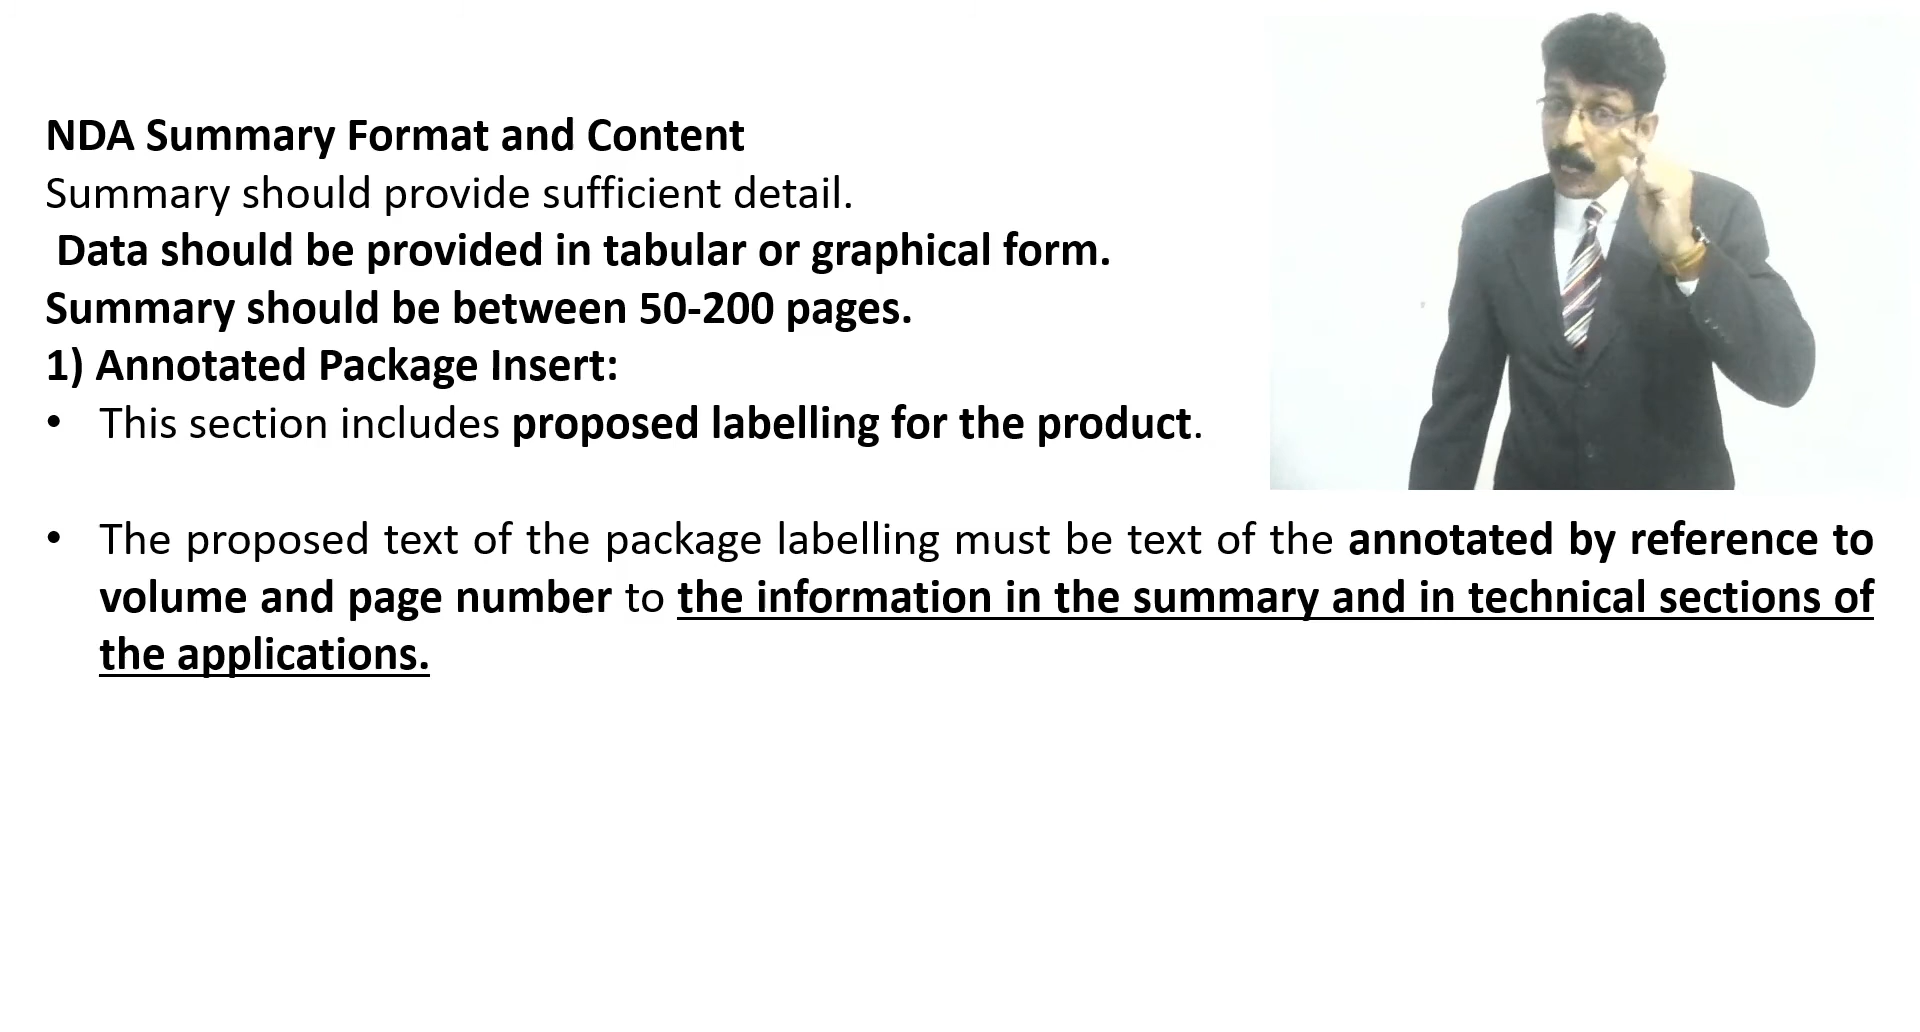 NDA Summary Format and Content
Summary should provide sufficient detail.
Data should be provided in tabular or graphical form.
Summary should be between 50-200 pages.
1) Annotated Package Insert:
• This section includes proposed labelling for the product.
• The proposed text of the package labelling must be text of the annotated by reference to
volume and page number to the information in the summary and in technical sections of
the applications.